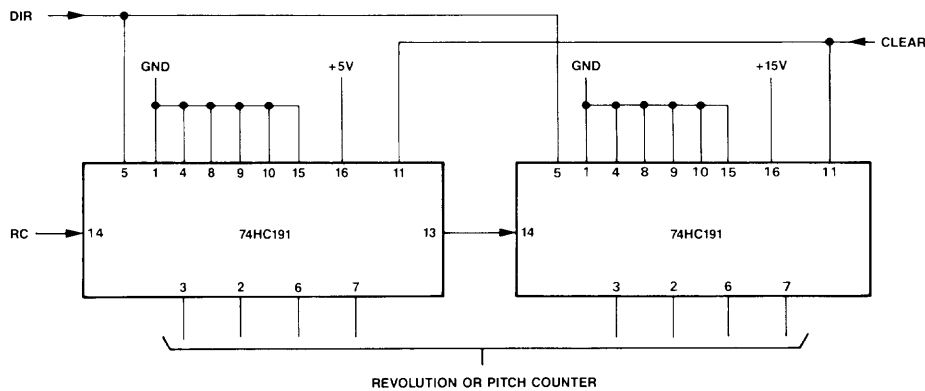 DIR
CLEAR
GND +5V GND +15V
5 1 4 8 9 10 15 16 11 5 1 4 8 9 10 15 16 11
RC 14 74HC191 13 14 74HC191
3 2 6 7 3 2 6 7
REVOLUTION OR PITCH COUNTER